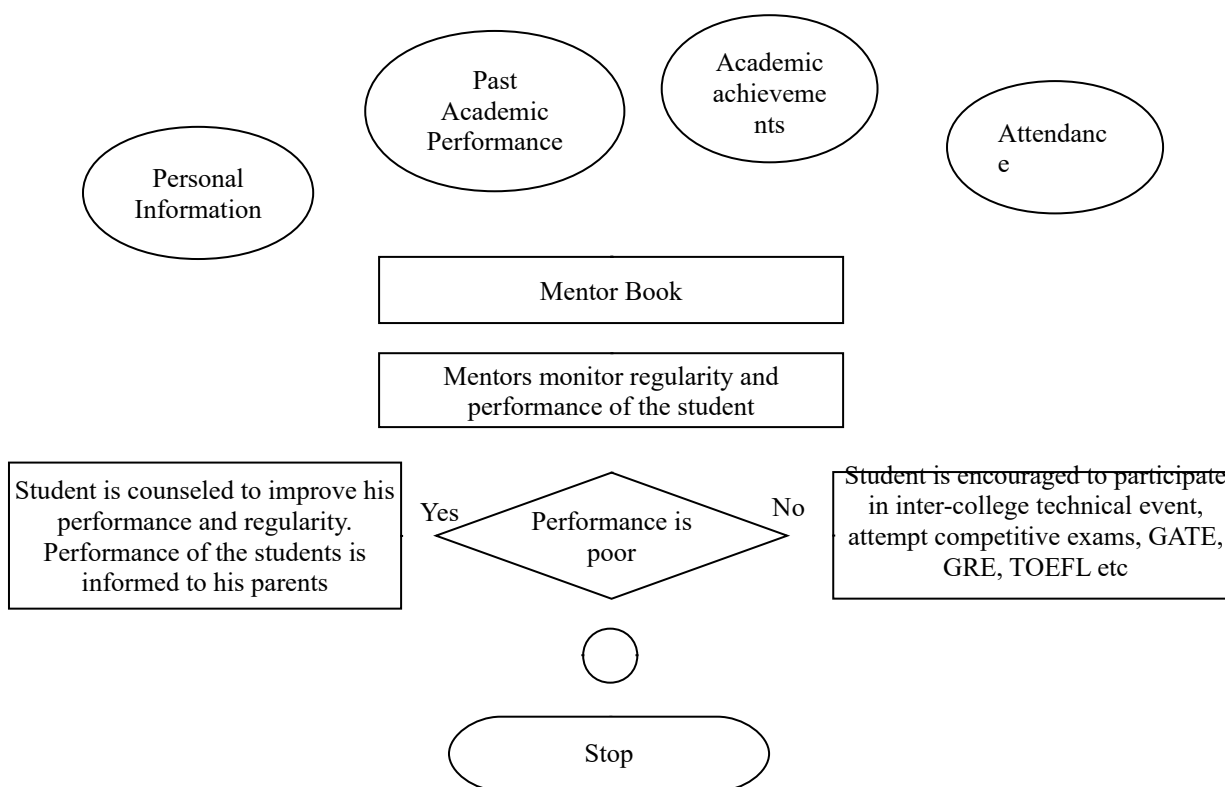 Personal
Information
Past
Academic
Performance
Academic
achieveme
nts
Attendanc
e
Mentor Book
Mentors monitor regularity and
performance of the student
Student is counseled to improve his
performance and regularity.
Performance of the students is
informed to his parents
Yes
Performance is
poor
No
Student is encouraged to participate
in inter-college technical event,
attempt competitive exams, GATE,
GRE, TOEFL etc
Stop